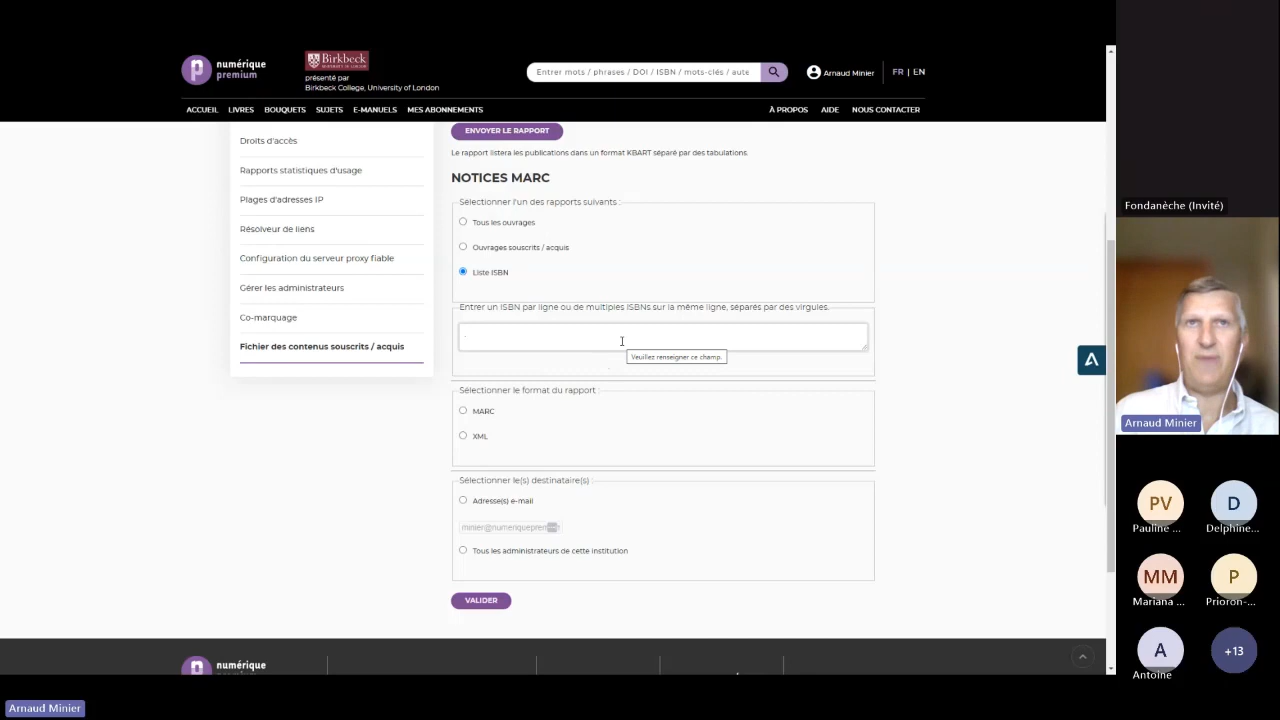 numérique
premium
Birkbeck
UNIVERSITY OF LONDON
présenté par
Birkbeck College, University of London
Entrer mots / phrases / DOI / ISBN / mots-clés / aute
Arnaud Minier
FR | EN
ACCUEIL LIVRES BOUQUETS SUJETS E-MANUELS MES ABONNEMENTS
À PROPOS AIDE NOUS CONTACTER
Droits d'accès
Rapports statistiques d'usage
Plages d'adresses IP
Résolveur de liens
Configuration du serveur proxy fiable
Gérer les administrateurs
Co-marquage
Fichier des contenus souscrits / acquis
ENVOYER LE RAPPORT
Le rapport listera les publications dans un format KBART séparé par des tabulations.
NOTICES MARC
Sélectionner l'un des rapports suivants :
Tous les ouvrages
Ouvrages souscrits / acquis
Liste ISBN
Entrer un ISBN par ligne ou de multiples ISBNs sur la même ligne, séparés par des virgules.
Veuillez renseigner ce champ.
Sélectionner le format du rapport :
MARC
XML
Sélectionner le(s) destinataire(s) :
Adresse(s) e-mail
Tous les administrateurs de cette institution
VALIDER
numérique
premium
Fondanèche (Invité)
Arnaud Minier
PV
Pauline ...
D
Delphine...
MM
Mariana ...
P
Prioron-...
A
Antoine
+13
Arnaud Minier